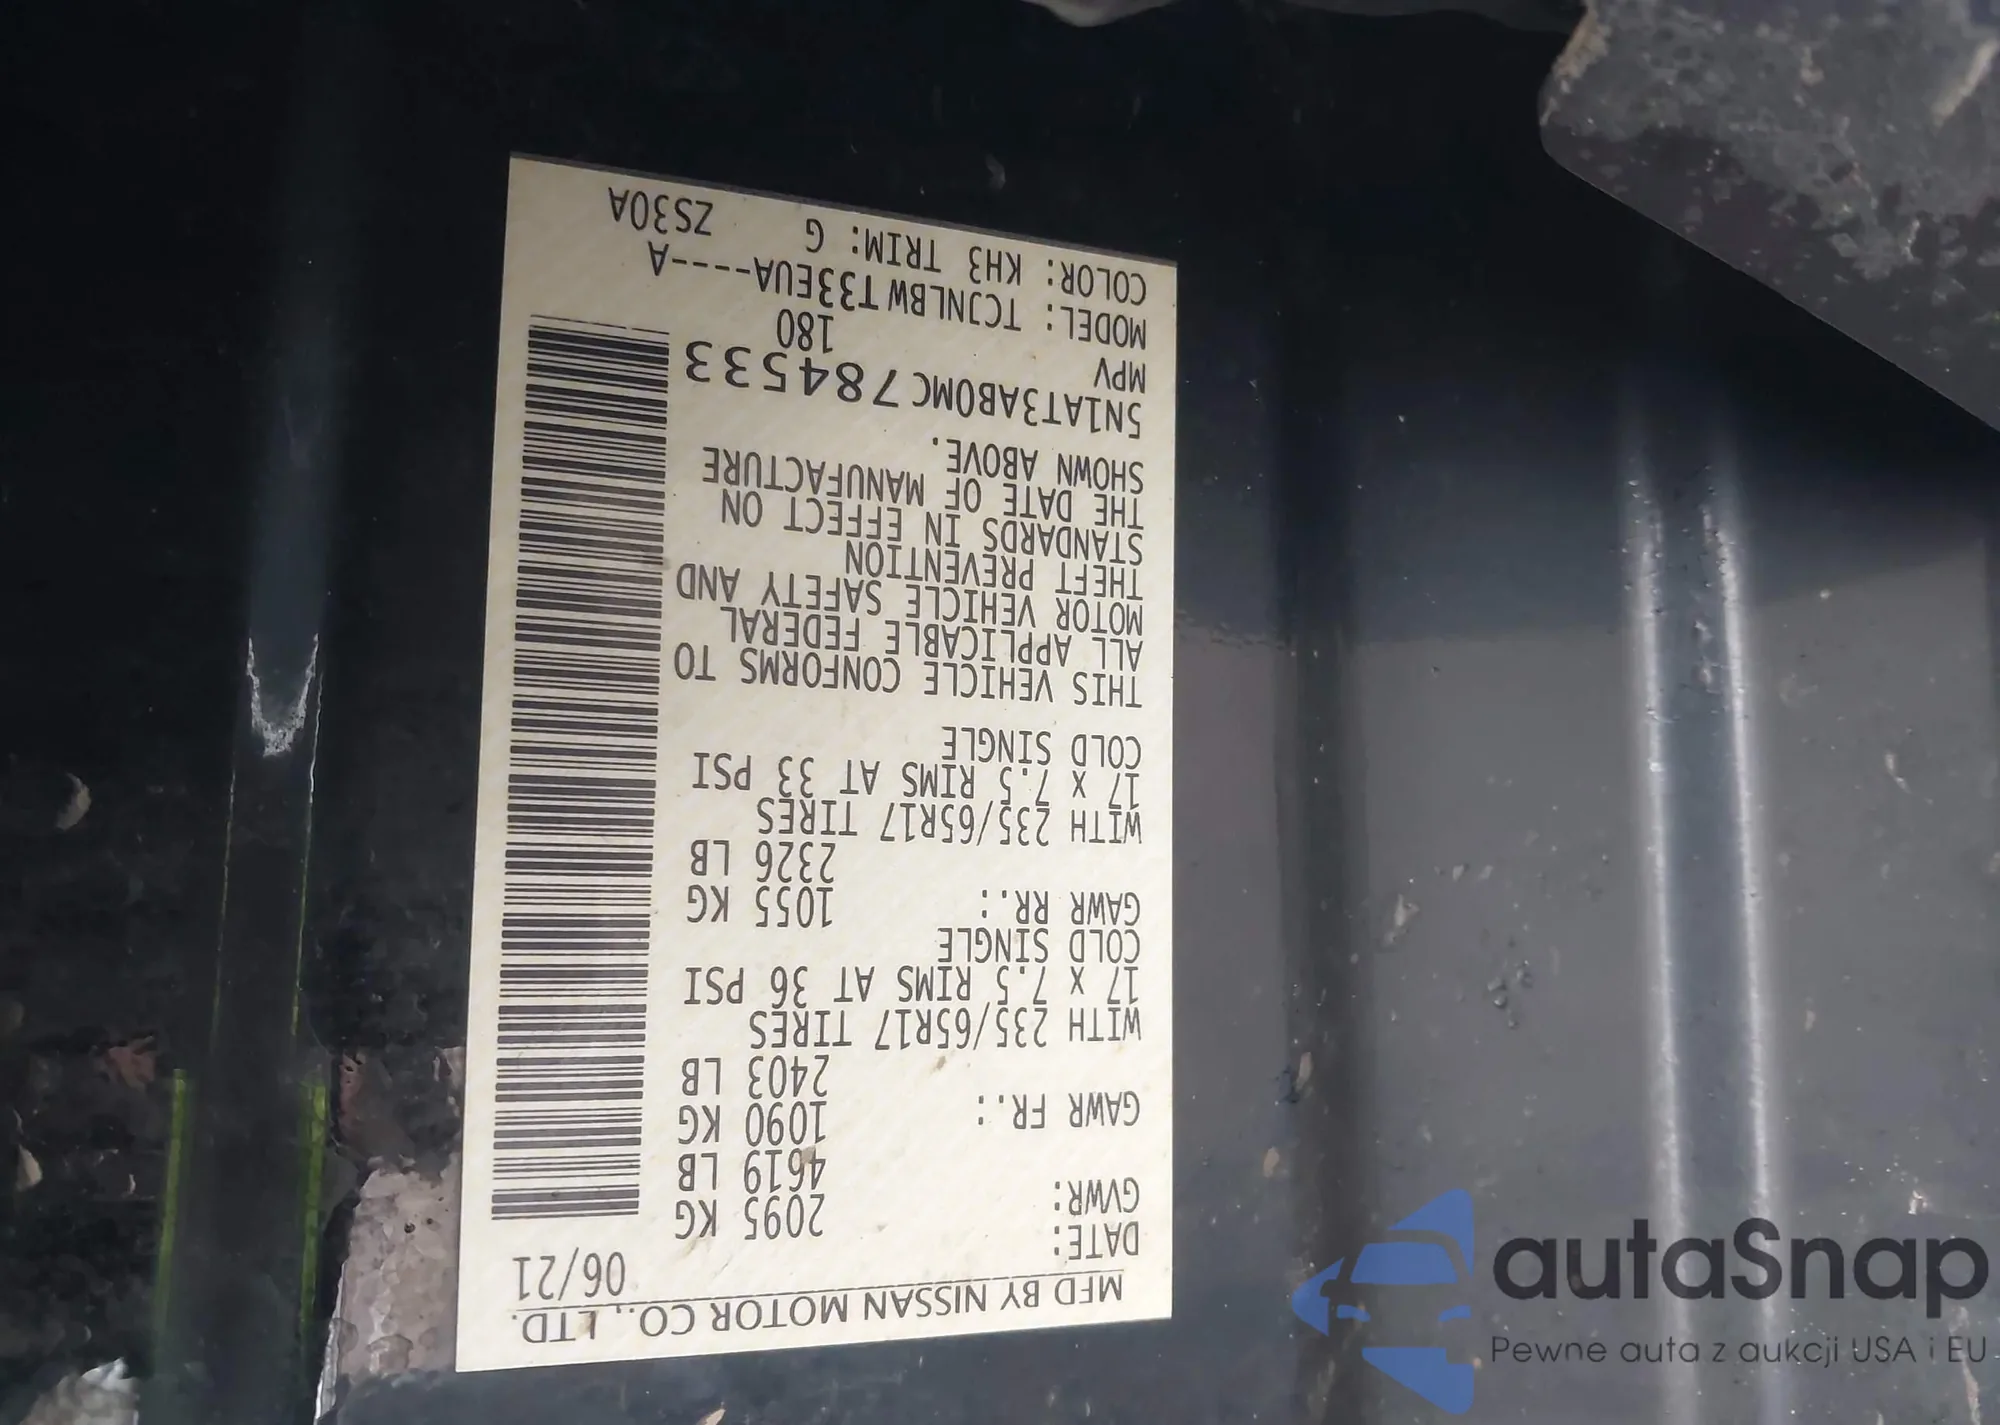 MFD BY NISSAN MOTOR CO., LTD.
DATE: 06/21
GVWR: 2095 KG
4619 LB
GAWR FR.: 1090 KG
2403 LB
WITH 235/65R17 TIRES
17 X 7.5 RIMS AT 36 PSI
COLD SINGLE
GAWR RR.: 1055 KG
2326 LB
WITH 235/65R17 TIRES
17 X 7.5 RIMS AT 33 PSI
COLD SINGLE
THIS VEHICLE CONFORMS TO
ALL APPLICABLE FEDERAL
MOTOR VEHICLE SAFETY AND
THEFT PREVENTION
STANDARDS IN EFFECT ON
THE DATE OF MANUFACTURE
SHOWN ABOVE.
5N1AT3AB0MC784533
MPV 180
MODEL: TCJNLBWT33EUA----A
COLOR: KH3 TRIM: G ZS30A
autaSnap
Pewne auta z aukcji USA i EU